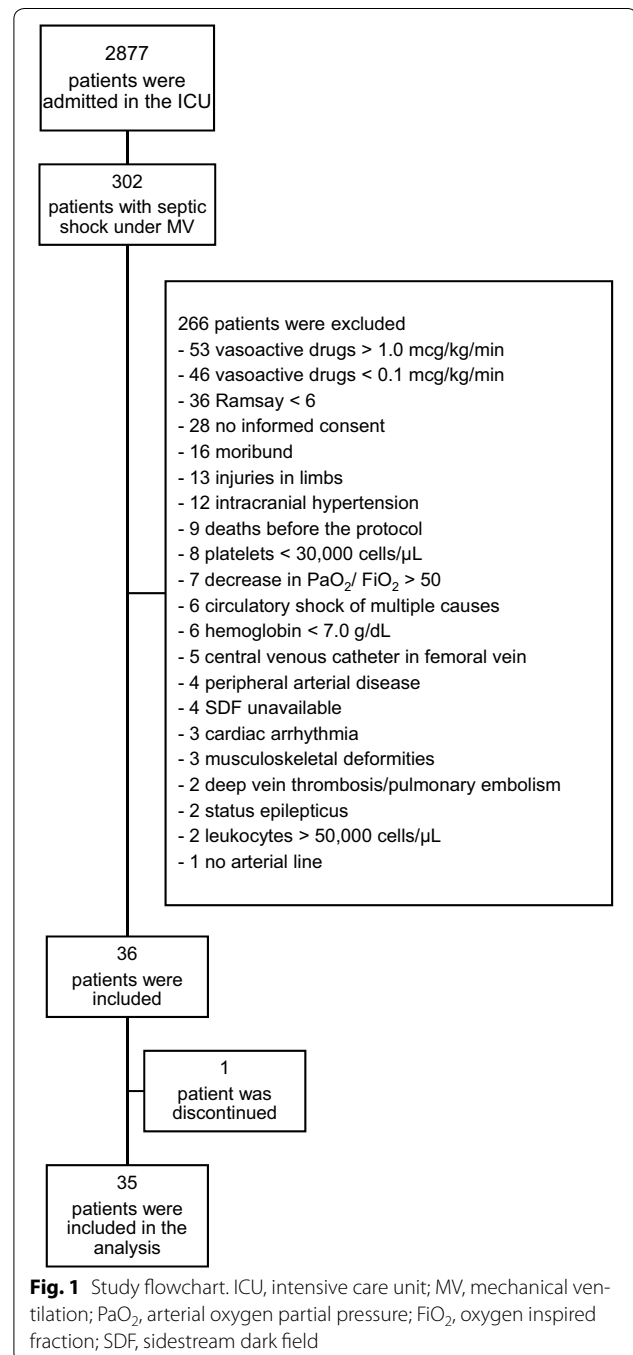 2877
patients were
admitted in the ICU
302
patients with septic
shock under MV
266 patients were excluded
- 53 vasoactive drugs > 1.0 mcg/kg/min
- 46 vasoactive drugs < 0.1 mcg/kg/min
- 36 Ramsay < 6
- 28 no informed consent
- 16 moribund
- 13 injuries in limbs
- 12 intracranial hypertension
- 9 deaths before the protocol
- 8 platelets < 30,000 cells/µL
- 7 decrease in PaO₂/ FiO₂ > 50
- 6 circulatory shock of multiple causes
- 6 hemoglobin < 7.0 g/dL
- 5 central venous catheter in femoral vein
- 4 peripheral arterial disease
- 4 SDF unavailable
- 3 cardiac arrhythmia
- 3 musculoskeletal deformities
- 2 deep vein thrombosis/pulmonary embolism
- 2 status epilepticus
- 2 leukocytes > 50,000 cells/µL
- 1 no arterial line
36
patients were
included
1
patient was
discontinued
35
patients were
included in the
analysis
Fig. 1 Study flowchart. ICU, intensive care unit; MV, mechanical ven-
tilation; PaO₂, arterial oxygen partial pressure; FiO₂, oxygen inspired
fraction; SDF, sidestream dark field